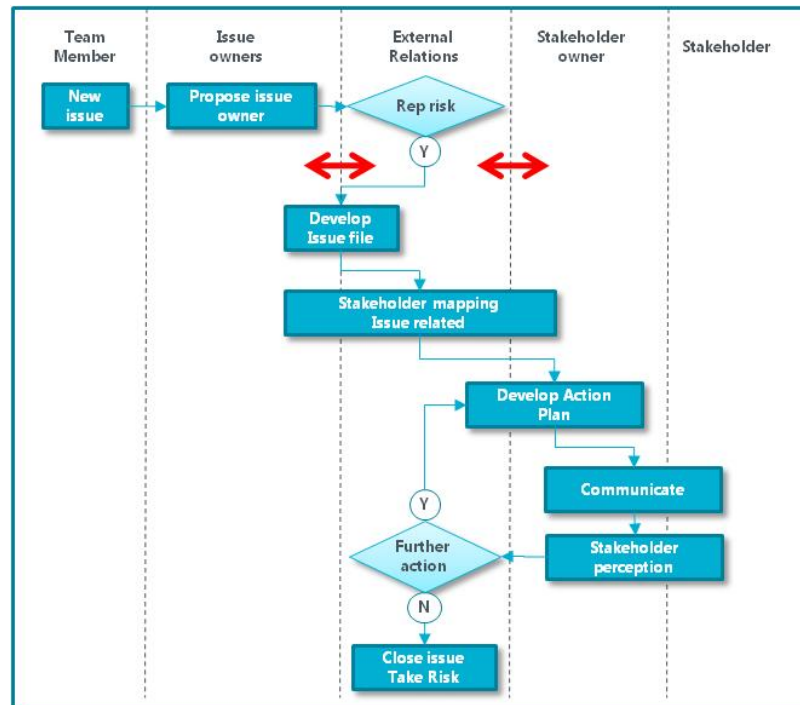 Team
Member
Issue
owners
External
Relations
Stakeholder
owner
Stakeholder
New
issue
Propose issue
owner
Rep risk
Y
Develop
Issue file
Stakeholder mapping
Issue related
Develop Action
Plan
Communicate
Y
Further
action
Stakeholder
perception
N
Close issue
Take Risk